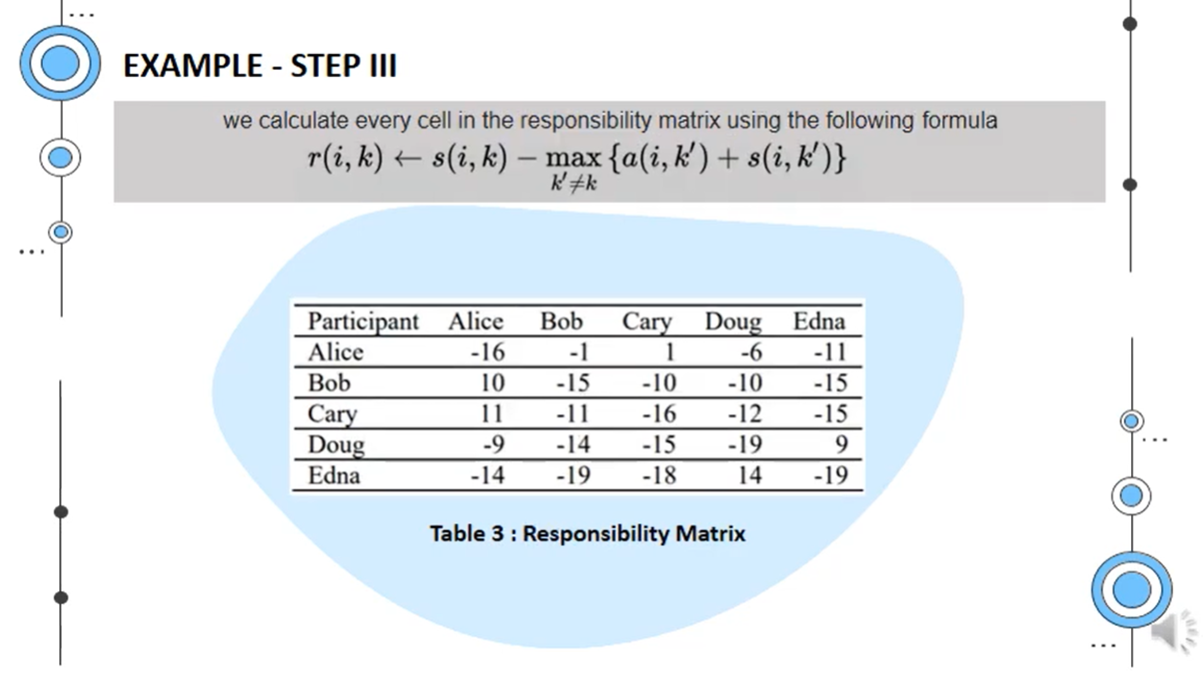 EXAMPLE - STEP III
we calculate every cell in the responsibility matrix using the following formula
r(i, k) ← s(i, k) − max {a(i, k′) + s(i, k′)}
k′≠k
Participant Alice Bob Cary Doug Edna
Alice -16 -1 1 -6 -11
Bob 10 -15 -10 -10 -15
Cary 11 -11 -16 -12 -15
Doug -9 -14 -15 -19 9
Edna -14 -19 -18 14 -19
Table 3 : Responsibility Matrix